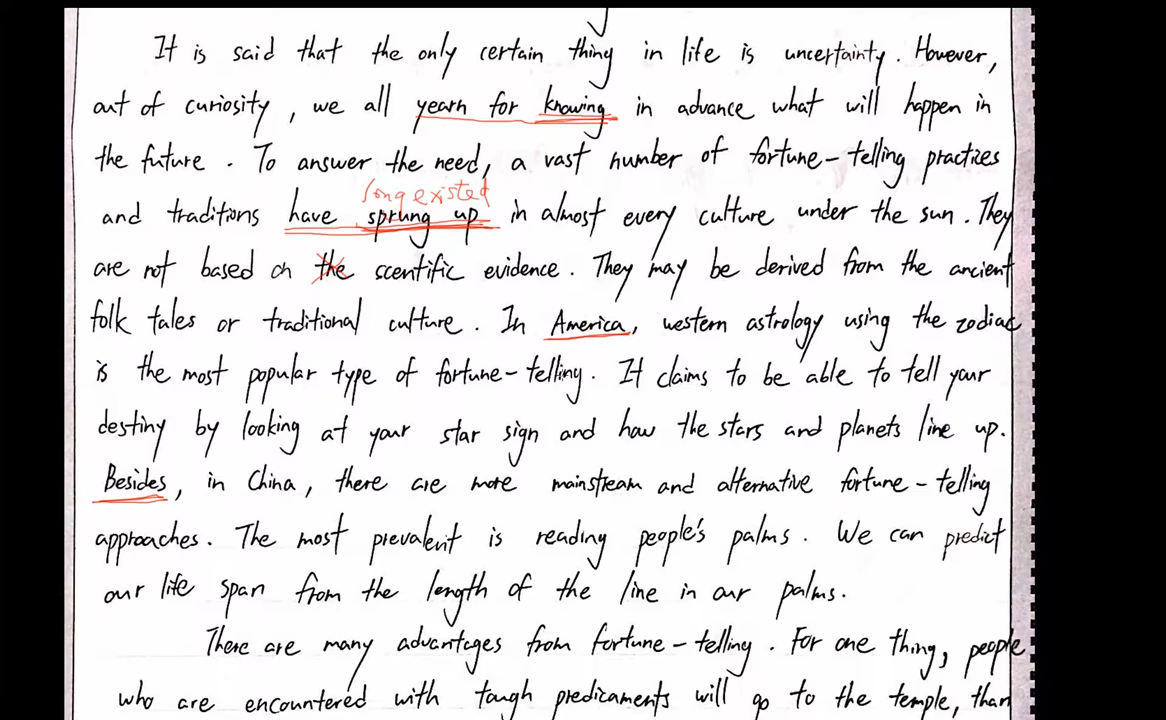 It is said that the only certain thing in life is uncertainty. However,
out of curiosity, we all yearn for knowing in advance what will happen in
the future. To answer the need, a vast number of fortune-telling practices
long existed
and traditions have sprung up in almost every culture under the sun. They
are not based on the scentific evidence. They may be derived from the ancient
folk tales or traditional culture. In America, western astrology using the zodiac
is the most popular type of fortune-telling. It claims to be able to tell your
destiny by looking at your star sign and how the stars and planets line up.
Besides, in China, there are more mainstream and alternative fortune-telling
approaches. The most prevalent is reading people's palms. We can predict
our life span from the length of the line in our palms.
There are many advantages from fortune-telling. For one thing, people
who are encountered with tough predicaments will go to the temple, than